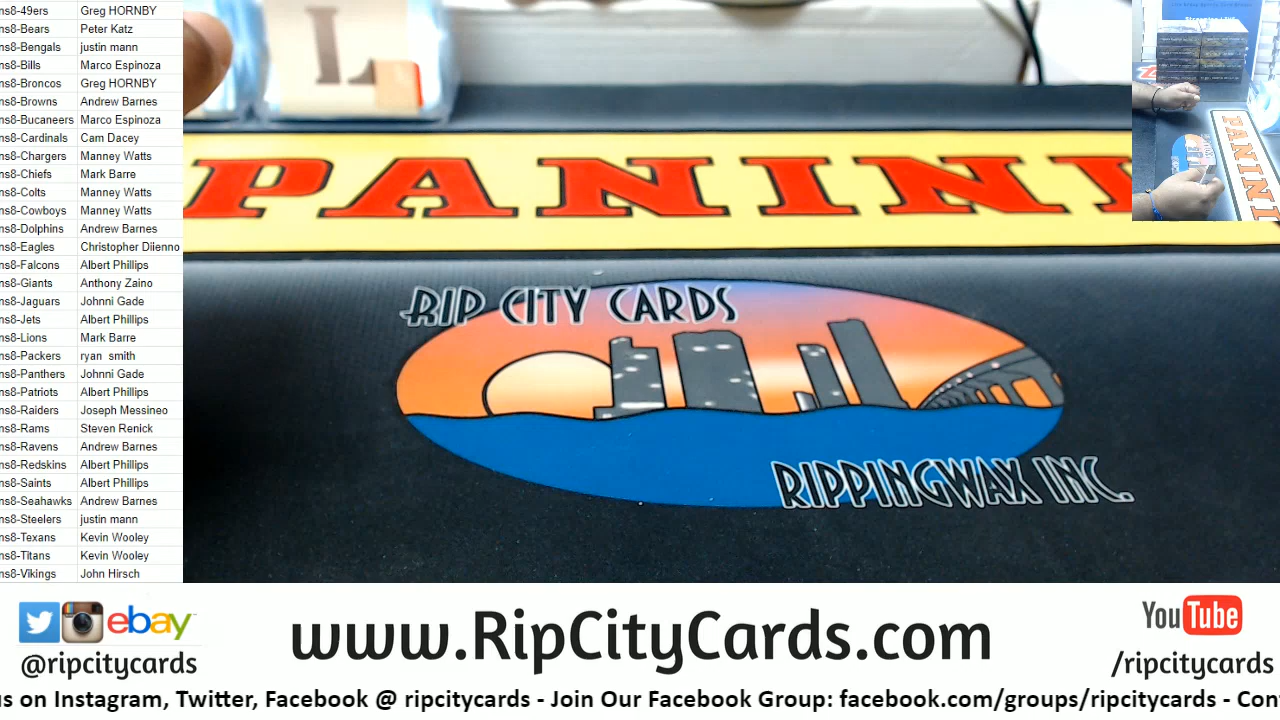 ns8-49ers Greg HORNBY
ns8-Bears Peter Katz
ns8-Bengals justin mann
ns8-Bills Marco Espinoza
ns8-Broncos Greg HORNBY
ns8-Browns Andrew Barnes
ns8-Bucaneers Marco Espinoza
ns8-Cardinals Cam Dacey
ns8-Chargers Manney Watts
ns8-Chiefs Mark Barre
ns8-Colts Manney Watts
ns8-Cowboys Manney Watts
ns8-Dolphins Andrew Barnes
ns8-Eagles Christopher Diienno
ns8-Falcons Albert Phillips
ns8-Giants Anthony Zaino
ns8-Jaguars Johnni Gade
ns8-Jets Albert Phillips
ns8-Lions Mark Barre
ns8-Packers ryan smith
ns8-Panthers Johnni Gade
ns8-Patriots Albert Phillips
ns8-Raiders Joseph Messineo
ns8-Rams Steven Renick
ns8-Ravens Andrew Barnes
ns8-Redskins Albert Phillips
ns8-Saints Albert Phillips
ns8-Seahawks Andrew Barnes
ns8-Steelers justin mann
ns8-Texans Kevin Wooley
ns8-Titans Kevin Wooley
ns8-Vikings John Hirsch
L
PANINI
PANINI
RIP CITY CARDS
RIPPINGWAX INC.
ebay
@ripcitycards
www.RipCityCards.com
YouTube
/ripcitycards
us on Instagram, Twitter, Facebook @ ripcitycards - Join Our Facebook Group: facebook.com/groups/ripcitycards - Con